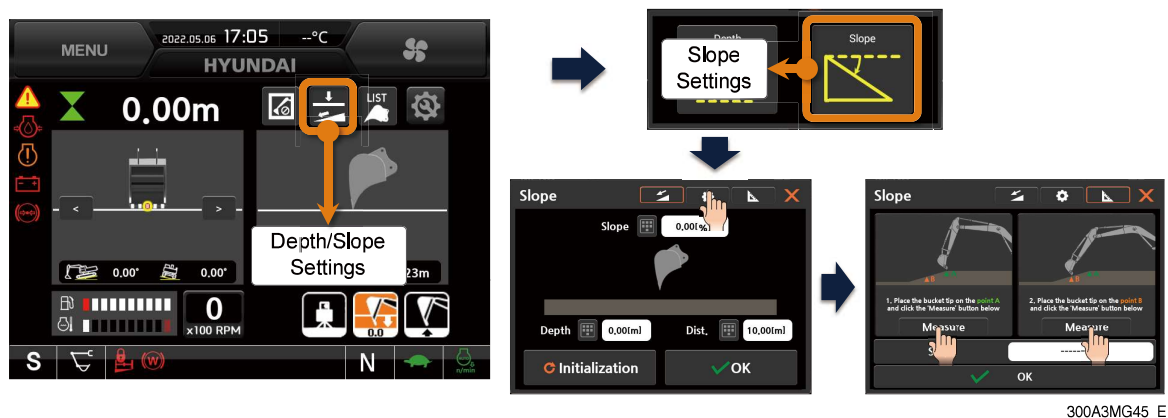 MENU
2022.05.06 17:05 --°C
HYUNDAI
0.00m
LIST
<
>
0.00°
0.00°
23m
Depth/Slope
Settings
0
x100 RPM
0.0
S
C
(W)
N
n/min
Depth
Slope
Slope
Settings
Slope
Slope
0,00[%]
Depth
0,00[m]
Dist.
10,00[m]
Initialization
OK
Slope
B
B
1, Place the bucket tip on the point A
and click the 'Measure' button below
2, Place the bucket tip on the point B
and click the 'Measure' button below
Measure
Measure
OK
300A3MG45_E